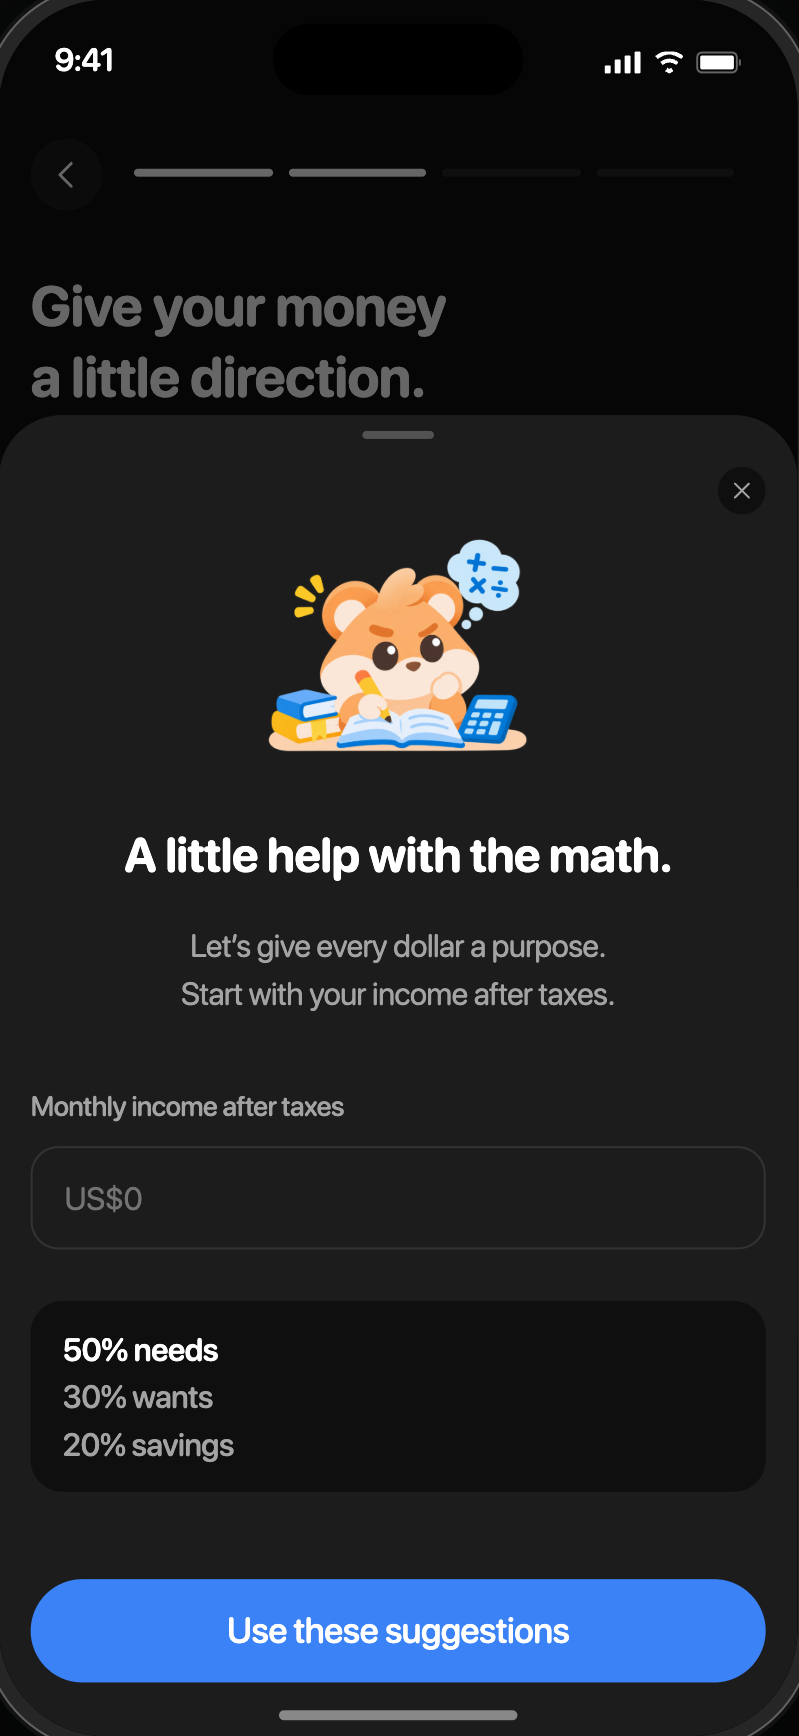 9:41
Give your money
a little direction.
+ −
× ÷
A little help with the math.
Let’s give every dollar a purpose.
Start with your income after taxes.
Monthly income after taxes
US$0
50% needs
30% wants
20% savings
Use these suggestions